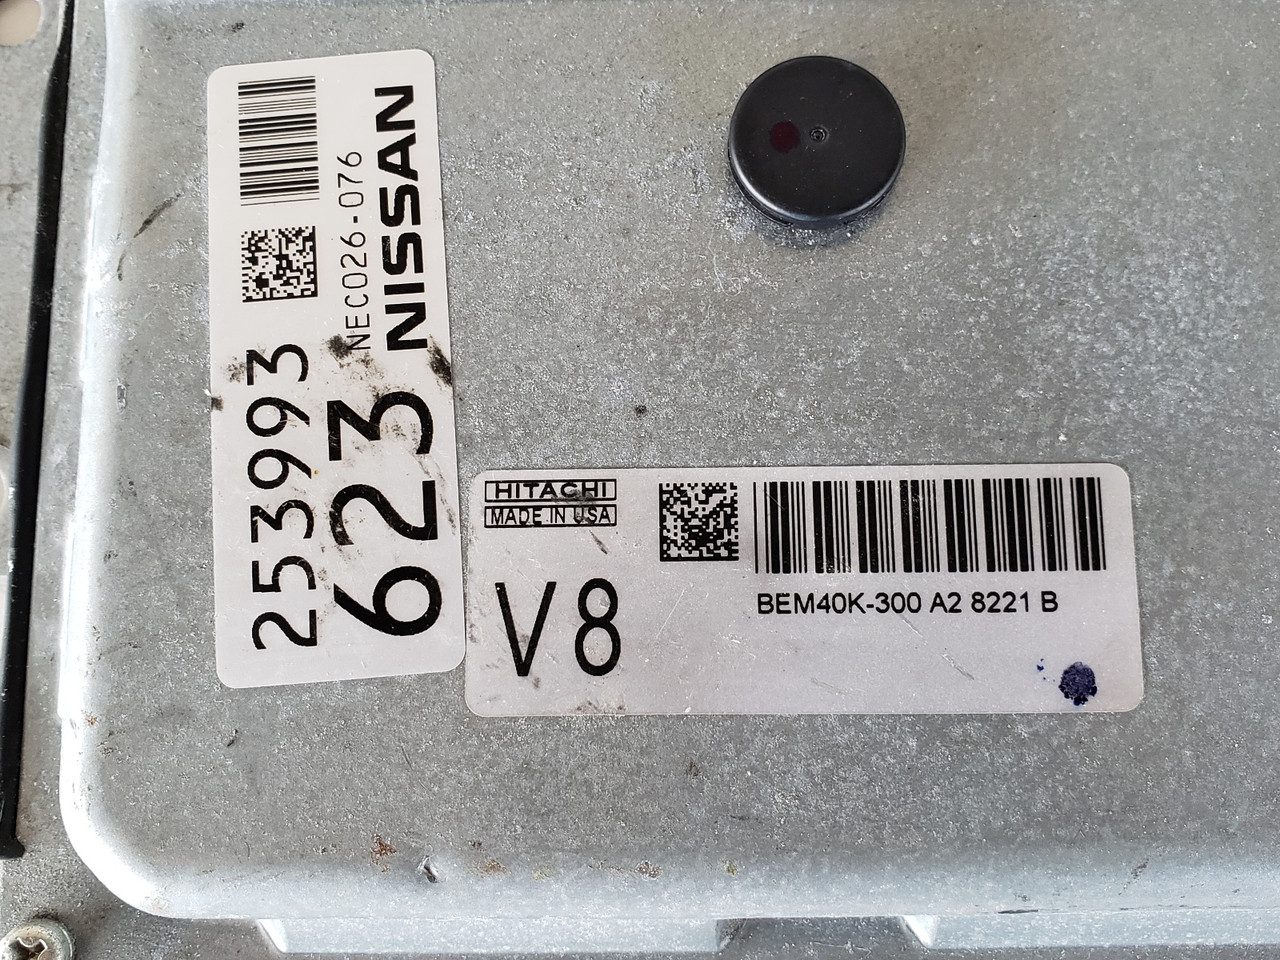 NISSAN
NEC026-076
623
253993
HITACHI
MADE IN USA
V8
BEM40K-300 A2 8221 B